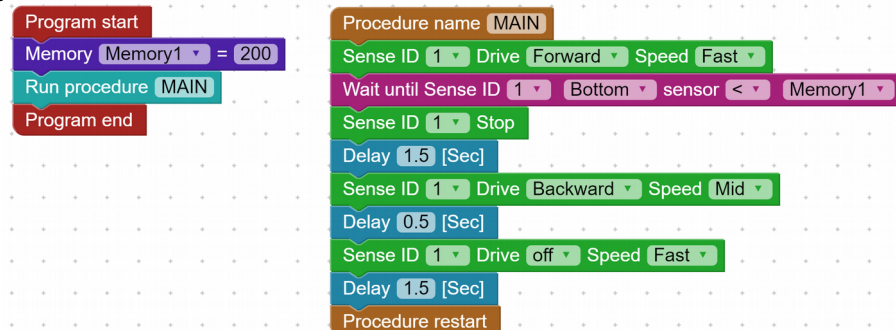 Program start
Memory Memory1 = 200
Run procedure MAIN
Program end
Procedure name MAIN
Sense ID 1 Drive Forward Speed Fast
Wait until Sense ID 1 Bottom sensor < Memory1
Sense ID 1 Stop
Delay 1.5 [Sec]
Sense ID 1 Drive Backward Speed Mid
Delay 0.5 [Sec]
Sense ID 1 Drive off Speed Fast
Delay 1.5 [Sec]
Procedure restart